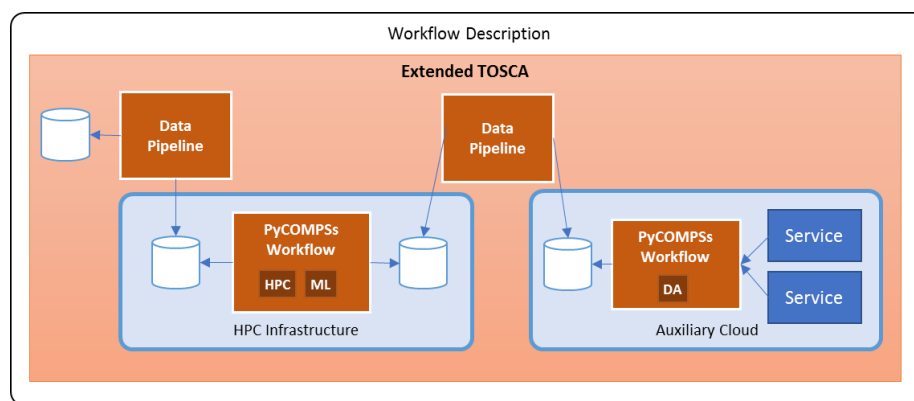 Workflow Description
Extended TOSCA
Data
Pipeline
Data
Pipeline
PyCOMPSs
Workflow
HPC ML
HPC Infrastructure
PyCOMPSs
Workflow
DA
Service
Service
Auxiliary Cloud